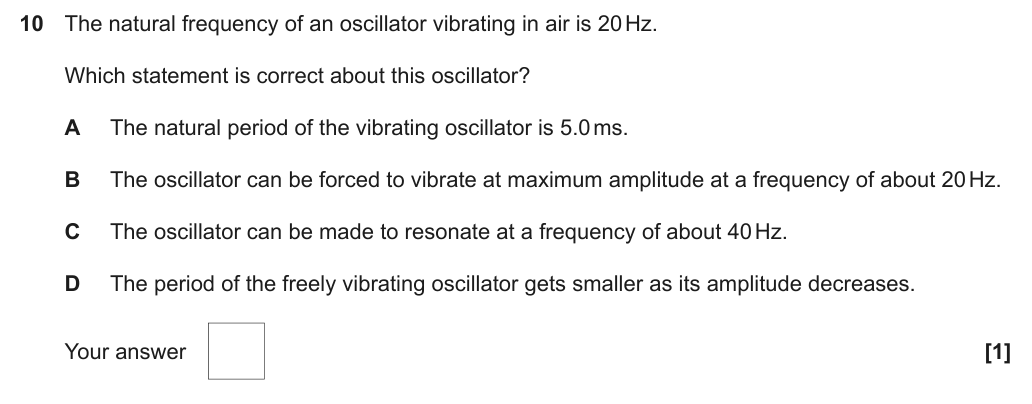 10 The natural frequency of an oscillator vibrating in air is 20 Hz.
Which statement is correct about this oscillator?
A The natural period of the vibrating oscillator is 5.0 ms.
B The oscillator can be forced to vibrate at maximum amplitude at a frequency of about 20 Hz.
C The oscillator can be made to resonate at a frequency of about 40 Hz.
D The period of the freely vibrating oscillator gets smaller as its amplitude decreases.
Your answer [1]